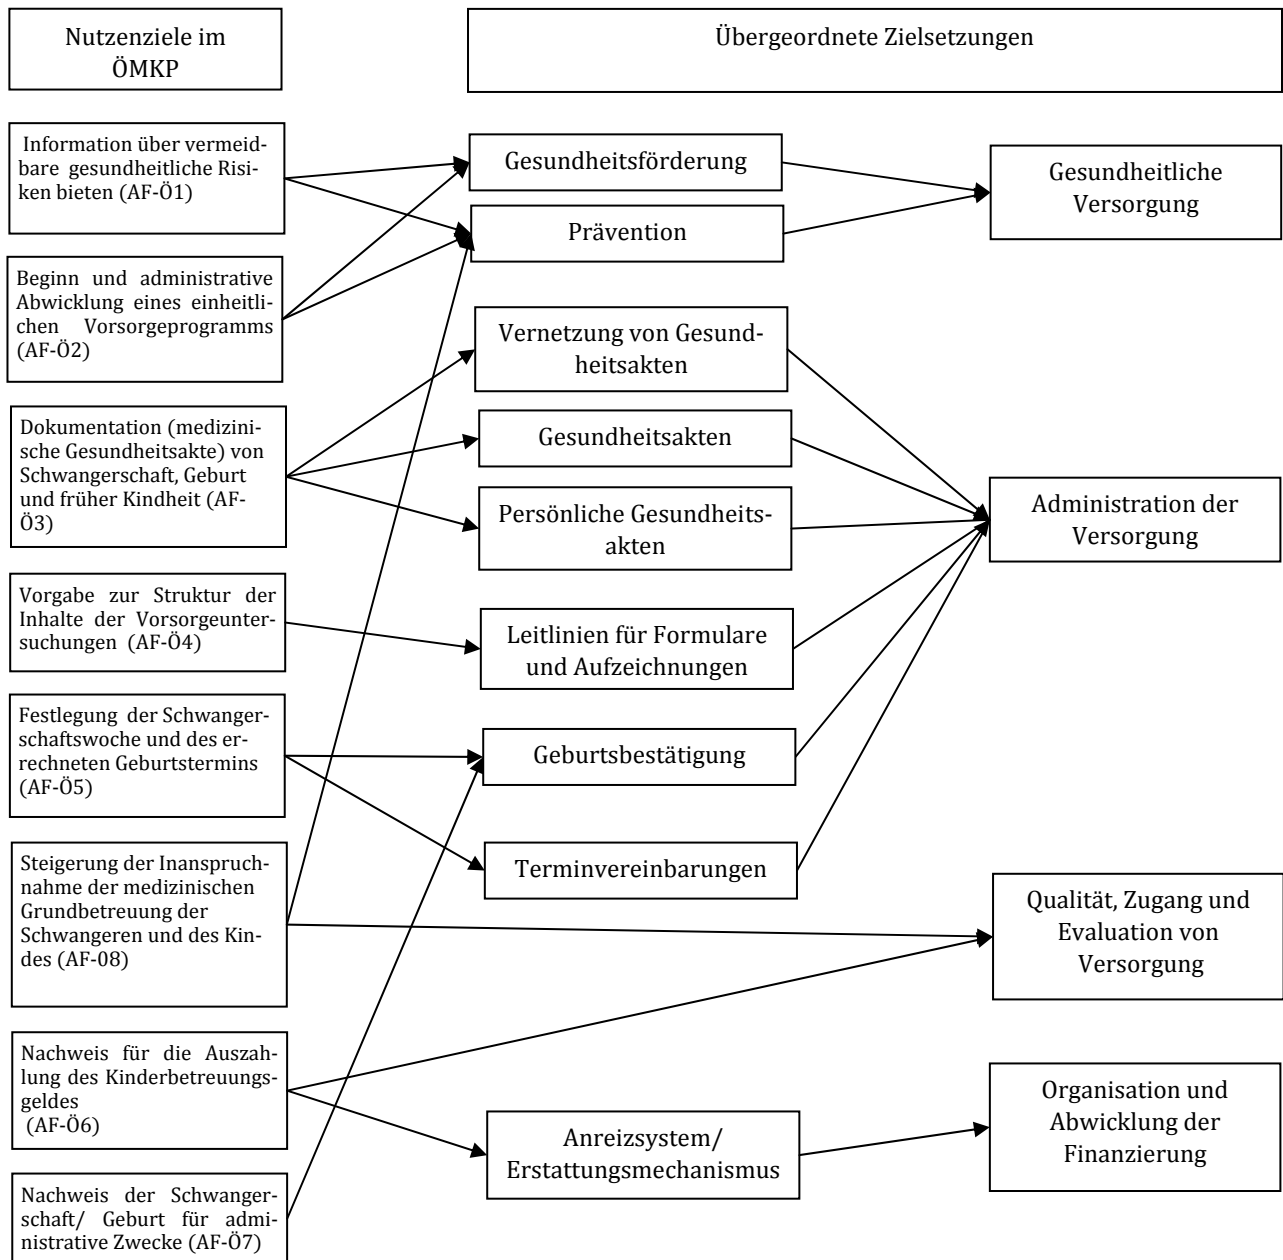 Nutzenziele im
ÖMKP
Übergeordnete Zielsetzungen
Information über vermeid-
bare gesundheitliche Risi-
ken bieten (AF-Ö1)
Beginn und administrative
Abwicklung eines einheitli-
chen Vorsorgeprogramms
(AF-Ö2)
Dokumentation (medizini-
sche Gesundheitsakte) von
Schwangerschaft, Geburt
und früher Kindheit (AF-
Ö3)
Vorgabe zur Struktur der
Inhalte der Vorsorgeunter-
suchungen (AF-Ö4)
Festlegung der Schwanger-
schaftswoche und des er-
rechneten Geburtstermins
(AF-Ö5)
Steigerung der Inanspruch-
nahme der medizinischen
Grundbetreuung der
Schwangeren und des Kin-
des (AF-08)
Nachweis für die Auszah-
lung des Kinderbetreuungs-
geldes
(AF-Ö6)
Nachweis der Schwanger-
schaft/ Geburt für admi-
nistrative Zwecke (AF-Ö7)
Gesundheitsförderung
Prävention
Vernetzung von Gesund-
heitsakten
Gesundheitsakten
Persönliche Gesundheits-
akten
Leitlinien für Formulare
und Aufzeichnungen
Geburtsbestätigung
Terminvereinbarungen
Anreizsystem/
Erstattungsmechanismus
Gesundheitliche
Versorgung
Administration der
Versorgung
Qualität, Zugang und
Evaluation von
Versorgung
Organisation und
Abwicklung der
Finanzierung